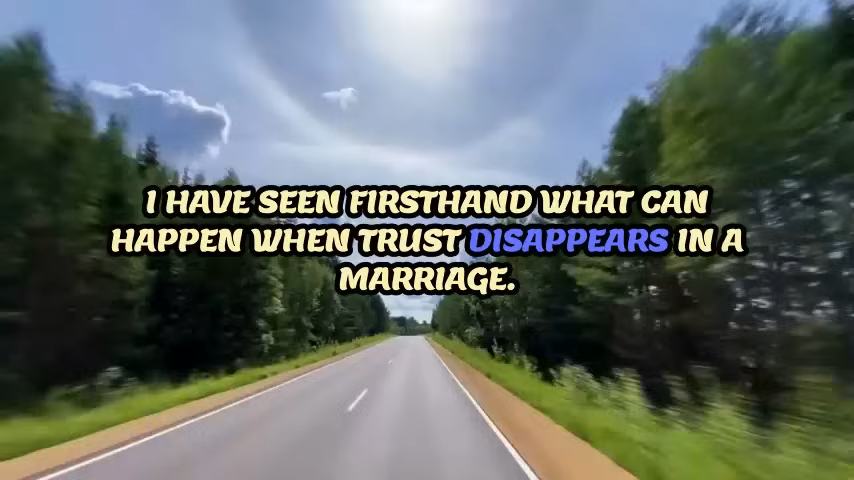 I HAVE SEEN FIRSTHAND WHAT CAN
HAPPEN WHEN TRUST DISAPPEARS IN A
MARRIAGE.